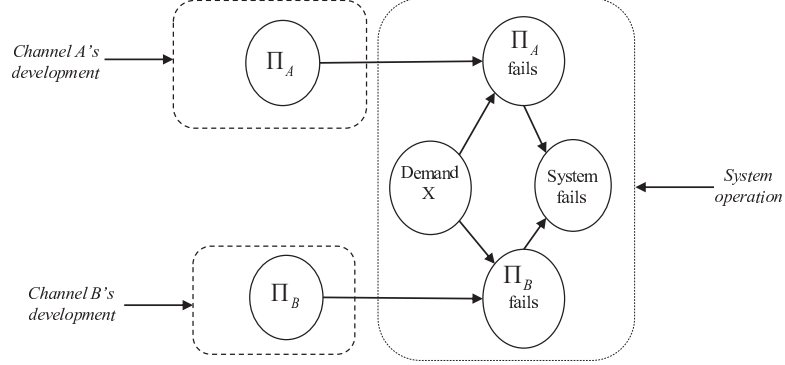 Channel A's
development
Π_A
Π_A
fails
Demand
X
System
fails
System
operation
Channel B's
development
Π_B
Π_B
fails